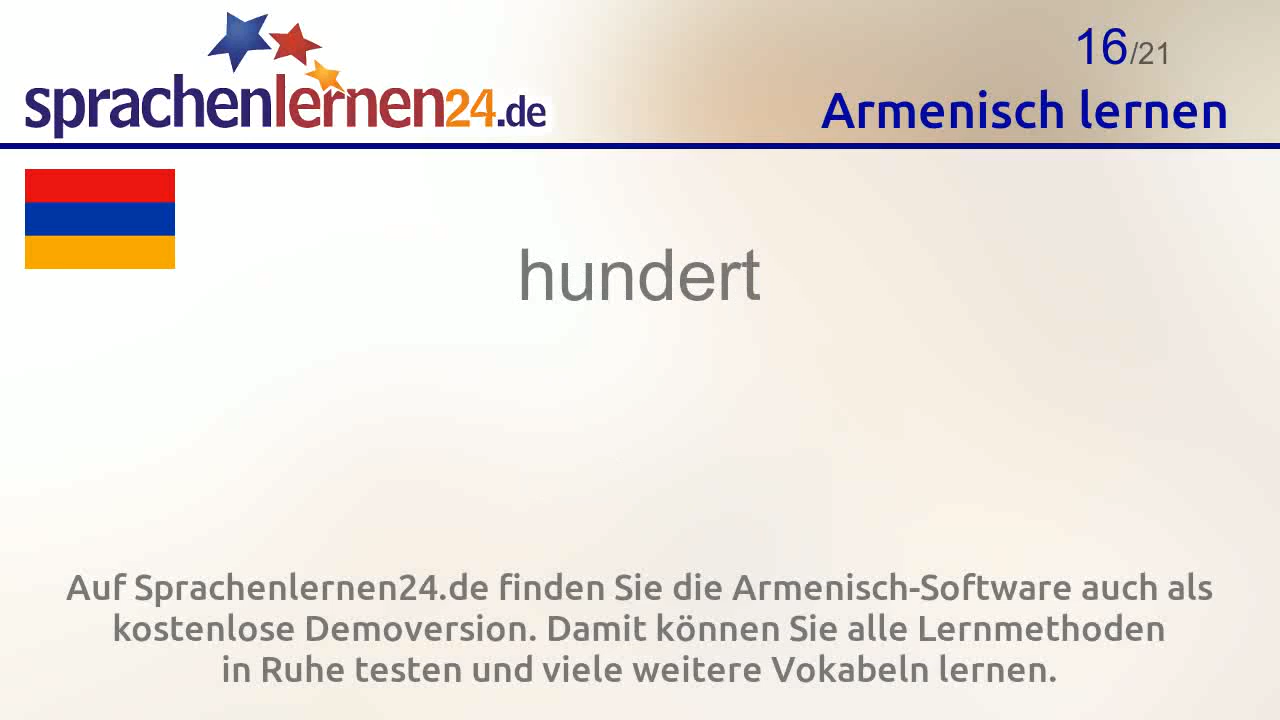 sprachenlernen24.de
16/21
Armenisch lernen
hundert
Auf Sprachenlernen24.de finden Sie die Armenisch-Software auch als
kostenlose Demoversion. Damit können Sie alle Lernmethoden
in Ruhe testen und viele weitere Vokabeln lernen.